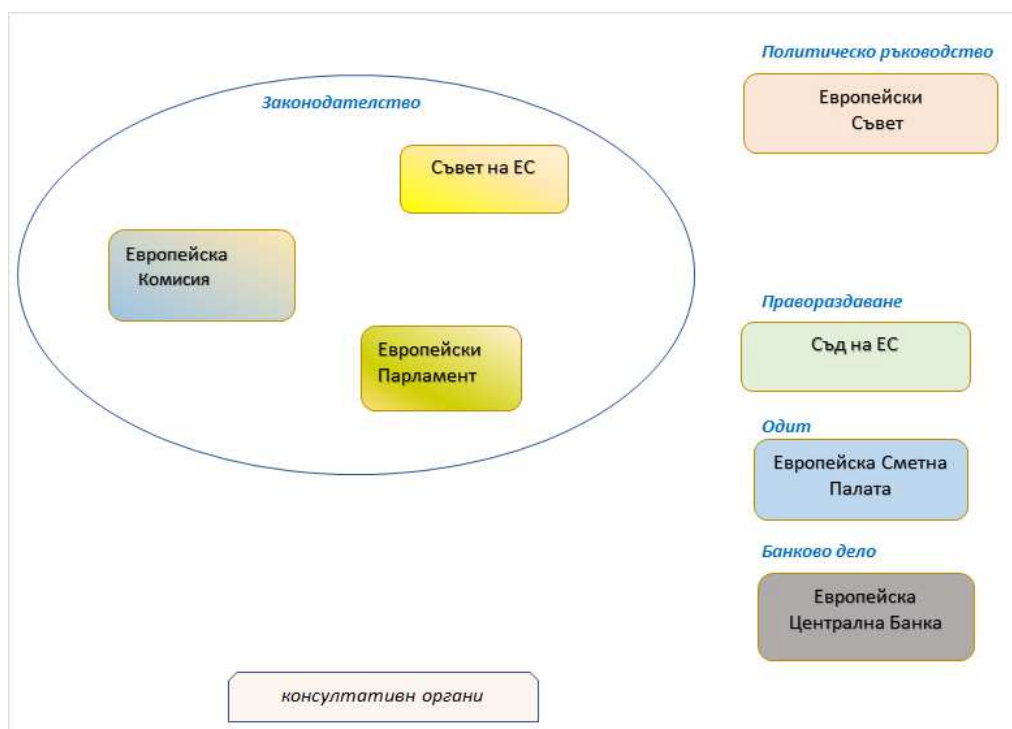 Политическо ръководство
Европейски
Съвет
Законодателство
Съвет на ЕС
Европейска
Комисия
Европейски
Парламент
Правораздаване
Съд на ЕС
Одит
Европейска Сметна
Палата
Банково дело
Европейска
Централна Банка
консултативн органи